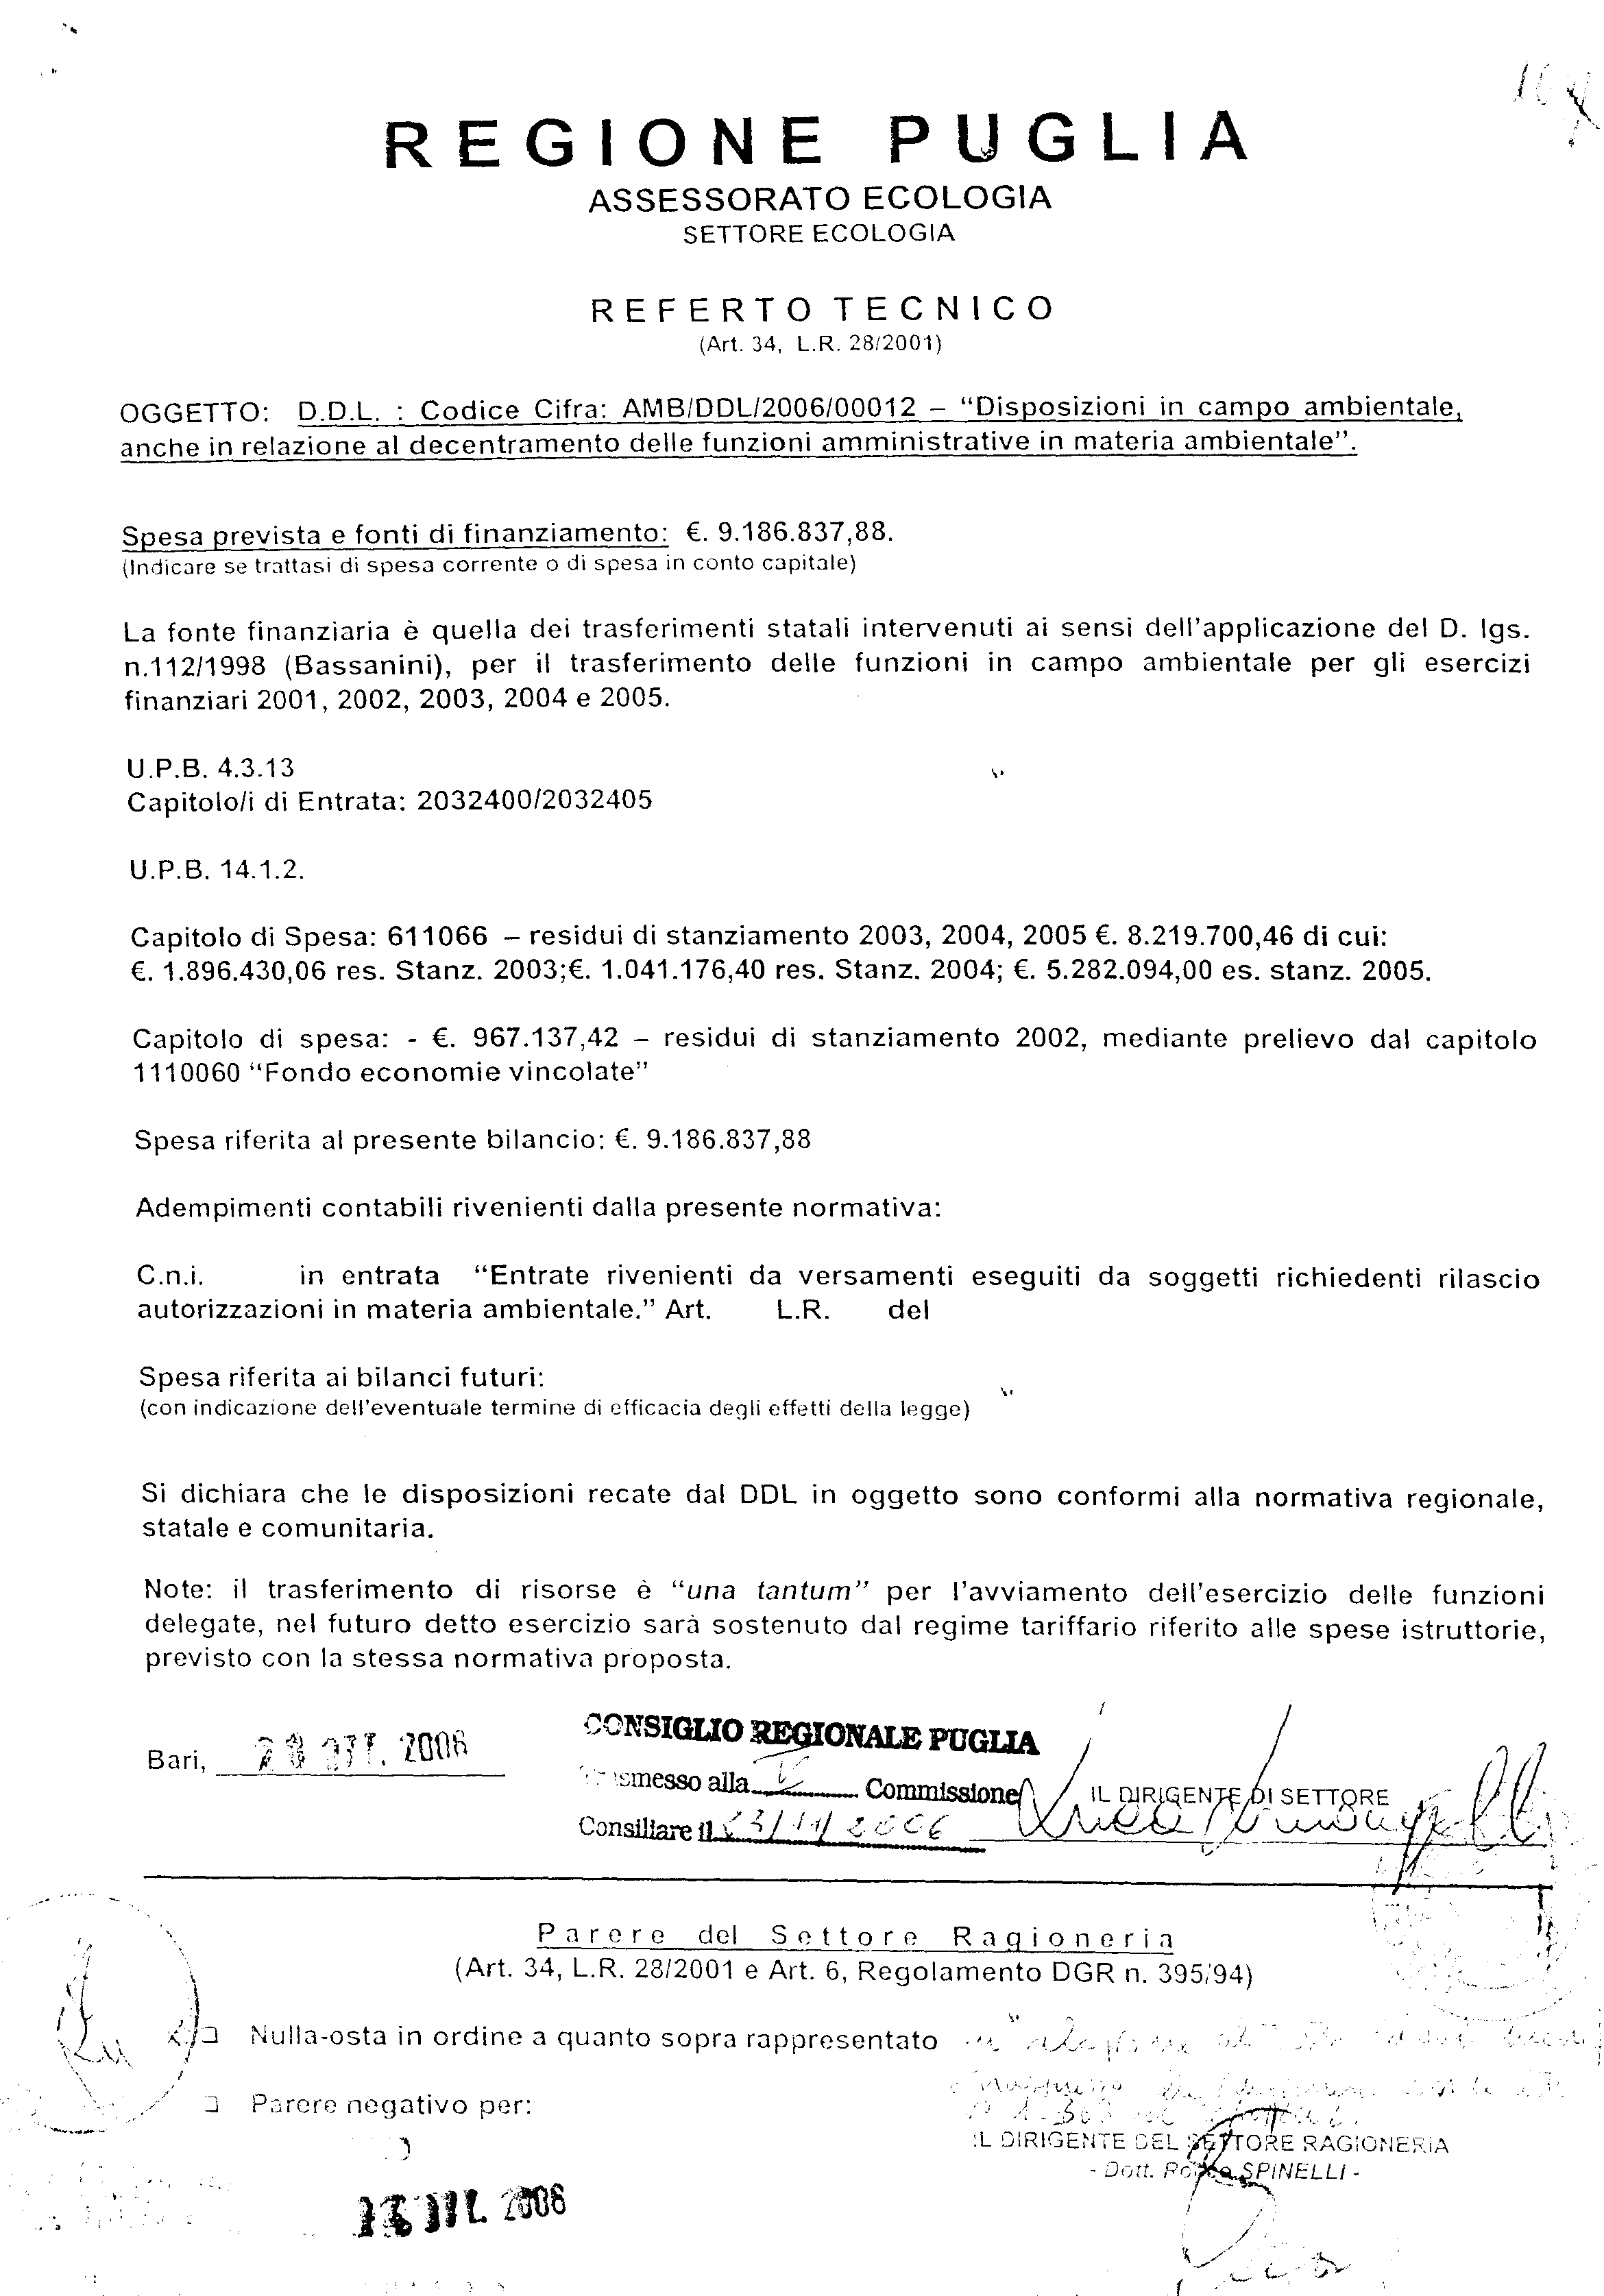 REGIONE PUGLIA
ASSESSORATO ECOLOGIA
SETTORE ECOLOGIA
REFERTO TECNICO
(Art. 34, L.R. 28/2001)
OGGETTO: D.D.L. : Codice Cifra: AMB/DDL/2006/00012 – “Disposizioni in campo ambientale,
anche in relazione al decentramento delle funzioni amministrative in materia ambientale”.
Spesa prevista e fonti di finanziamento: €. 9.186.837,88.
(Indicare se trattasi di spesa corrente o di spesa in conto capitale)
La fonte finanziaria è quella dei trasferimenti statali intervenuti ai sensi dell’applicazione del D. lgs.
n.112/1998 (Bassanini), per il trasferimento delle funzioni in campo ambientale per gli esercizi
finanziari 2001, 2002, 2003, 2004 e 2005.
U.P.B. 4.3.13
Capitolo/i di Entrata: 2032400/2032405
U.P.B. 14.1.2.
Capitolo di Spesa: 611066 – residui di stanziamento 2003, 2004, 2005 €. 8.219.700,46 di cui:
€. 1.896.430,06 res. Stanz. 2003;€. 1.041.176,40 res. Stanz. 2004; €. 5.282.094,00 es. stanz. 2005.
Capitolo di spesa: - €. 967.137,42 – residui di stanziamento 2002, mediante prelievo dal capitolo
1110060 “Fondo economie vincolate”
Spesa riferita al presente bilancio: €. 9.186.837,88
Adempimenti contabili rivenienti dalla presente normativa:
C.n.i. in entrata “Entrate rivenienti da versamenti eseguiti da soggetti richiedenti rilascio
autorizzazioni in materia ambientale.” Art. L.R. del
Spesa riferita ai bilanci futuri:
(con indicazione dell’eventuale termine di efficacia degli effetti della legge)
Si dichiara che le disposizioni recate dal DDL in oggetto sono conformi alla normativa regionale,
statale e comunitaria.
Note: il trasferimento di risorse è “una tantum” per l’avviamento dell’esercizio delle funzioni
delegate, nel futuro detto esercizio sarà sostenuto dal regime tariffario riferito alle spese istruttorie,
previsto con la stessa normativa proposta.
CONSIGLIO REGIONALE PUGLIA
Bari, 2006
Trasmesso alla Commissione
IL DIRIGENTE DI SETTORE
Consiliare il 23/11/2006
Parere del Settore Ragioneria
(Art. 34, L.R. 28/2001 e Art. 6, Regolamento DGR n. 395/94)
Nulla-osta in ordine a quanto sopra rappresentato
Parere negativo per:
IL DIRIGENTE DEL SETTORE RAGIONERIA
- Dott. Rocco SPINELLI -
2006